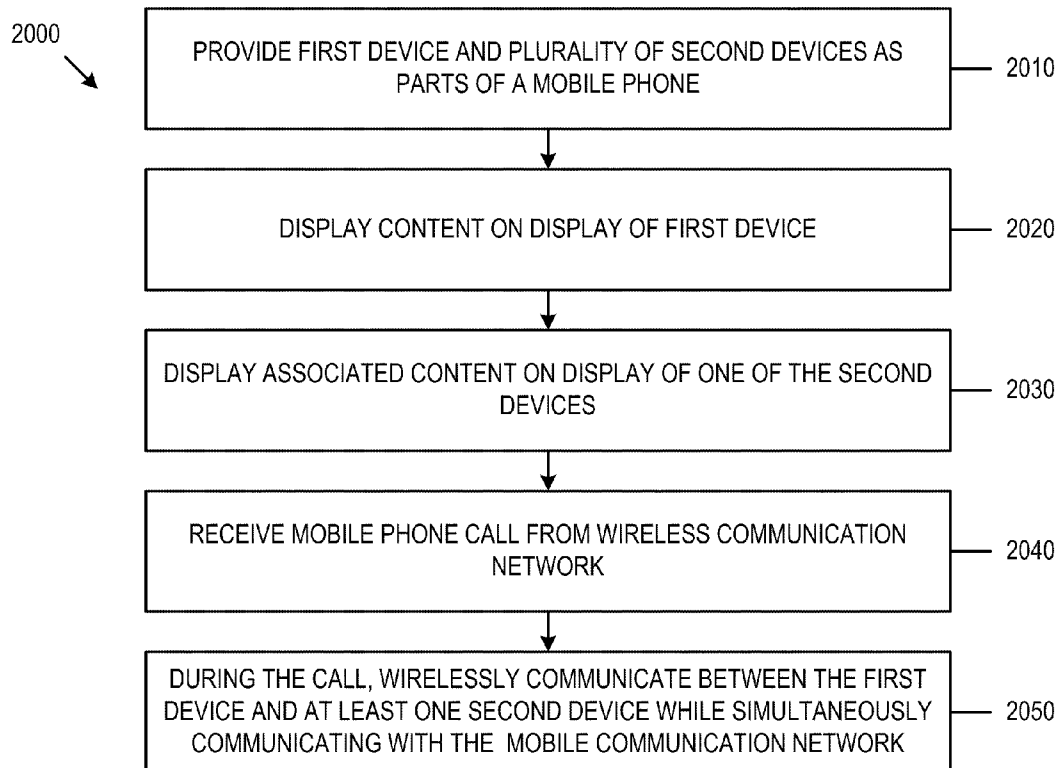 2000
PROVIDE FIRST DEVICE AND PLURALITY OF SECOND DEVICES AS
PARTS OF A MOBILE PHONE
2010
DISPLAY CONTENT ON DISPLAY OF FIRST DEVICE
2020
DISPLAY ASSOCIATED CONTENT ON DISPLAY OF ONE OF THE SECOND
DEVICES
2030
RECEIVE MOBILE PHONE CALL FROM WIRELESS COMMUNICATION
NETWORK
2040
DURING THE CALL, WIRELESSLY COMMUNICATE BETWEEN THE FIRST
DEVICE AND AT LEAST ONE SECOND DEVICE WHILE SIMULTANEOUSLY
COMMUNICATING WITH THE MOBILE COMMUNICATION NETWORK
2050